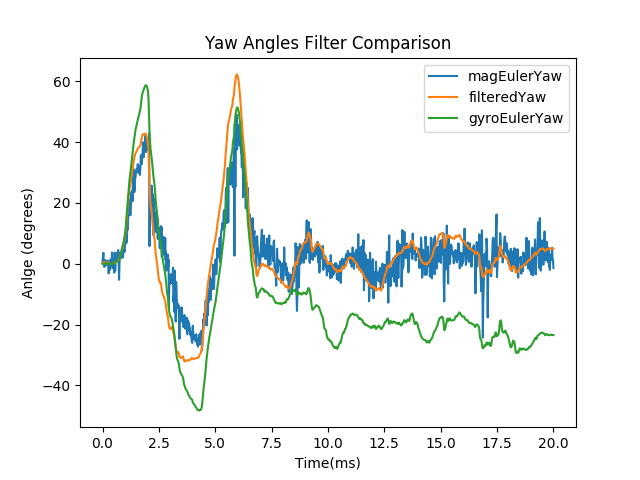 Yaw Angles Filter Comparison
magEulerYaw
filteredYaw
gyroEulerYaw
60
40
20
0
−20
−40
Anlge (degrees)
0.0 2.5 5.0 7.5 10.0 12.5 15.0 17.5 20.0
Time(ms)